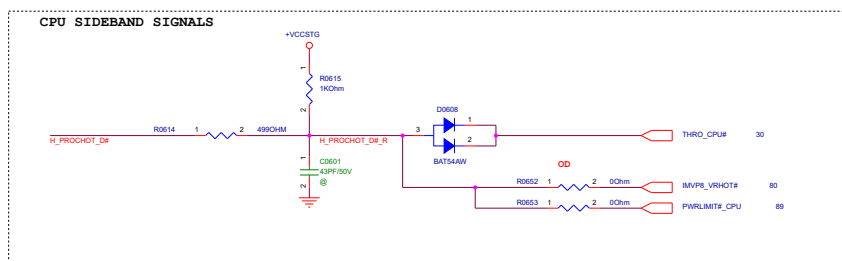 CPU SIDEBAND SIGNALS
+VCCSTG
1
R0615
1KOhm
2
D0608
R0614 1 2 499OHM
3 1
H_PROCHOT_D#
H_PROCHOT_D#_R
THRO_CPU# 30
2
1
C0601
43PF/50V
@
2
BAT54AW
OD
R0652 1 2 0Ohm
IMVP8_VRHOT# 80
R0653 1 2 0Ohm
PWRLIMIT#_CPU 89